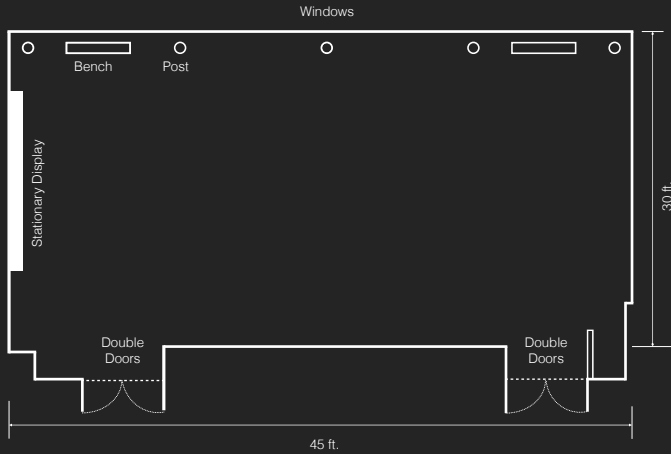 Windows
Bench
Post
Stationary Display
30 ft.
Double
Doors
Double
Doors
45 ft.